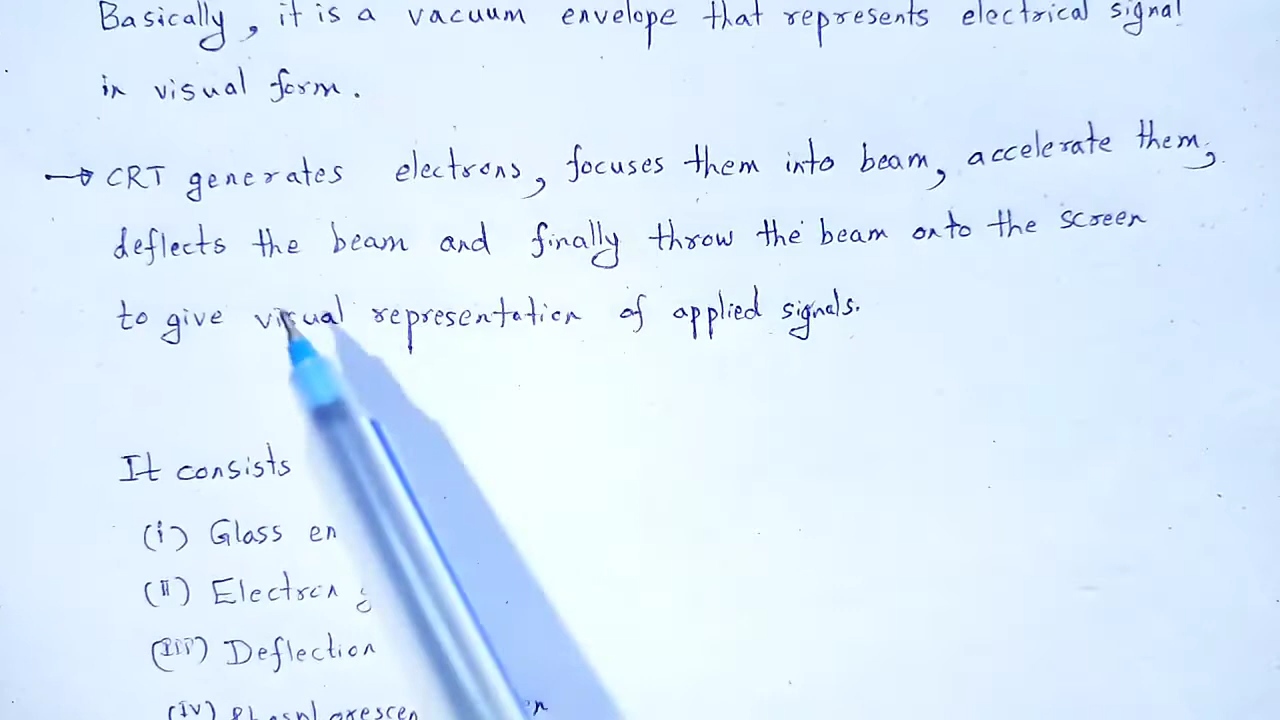 Basically, it is a vacuum envelope that represents electrical signal
in visual form.
→ CRT generates electrons, focuses them into beam, accelerate them,
deflects the beam and finally throw the beam onto the screen
to give visual representation of applied signals.
It consists
(i) Glass en
(ii) Electron g
(iii) Deflection
(iv)